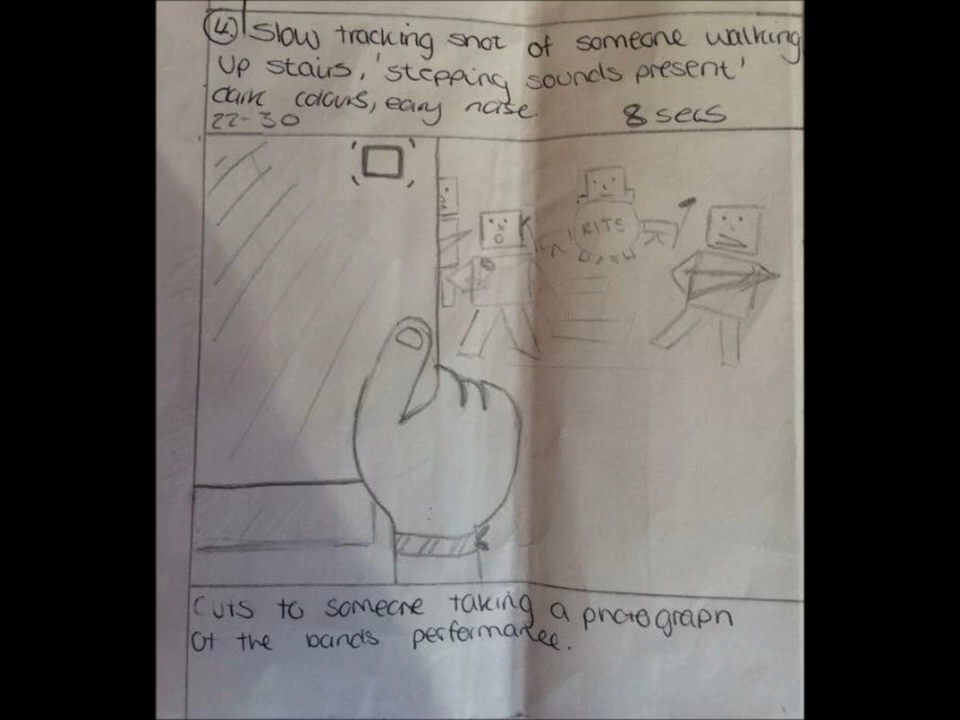 4. Slow tracking shot of someone walking
up stairs, 'stepping sounds present'
dark colours, eary noise. 8 secs
22-30
RITS
Cuts to someone taking a photograph
Of the bands performance.